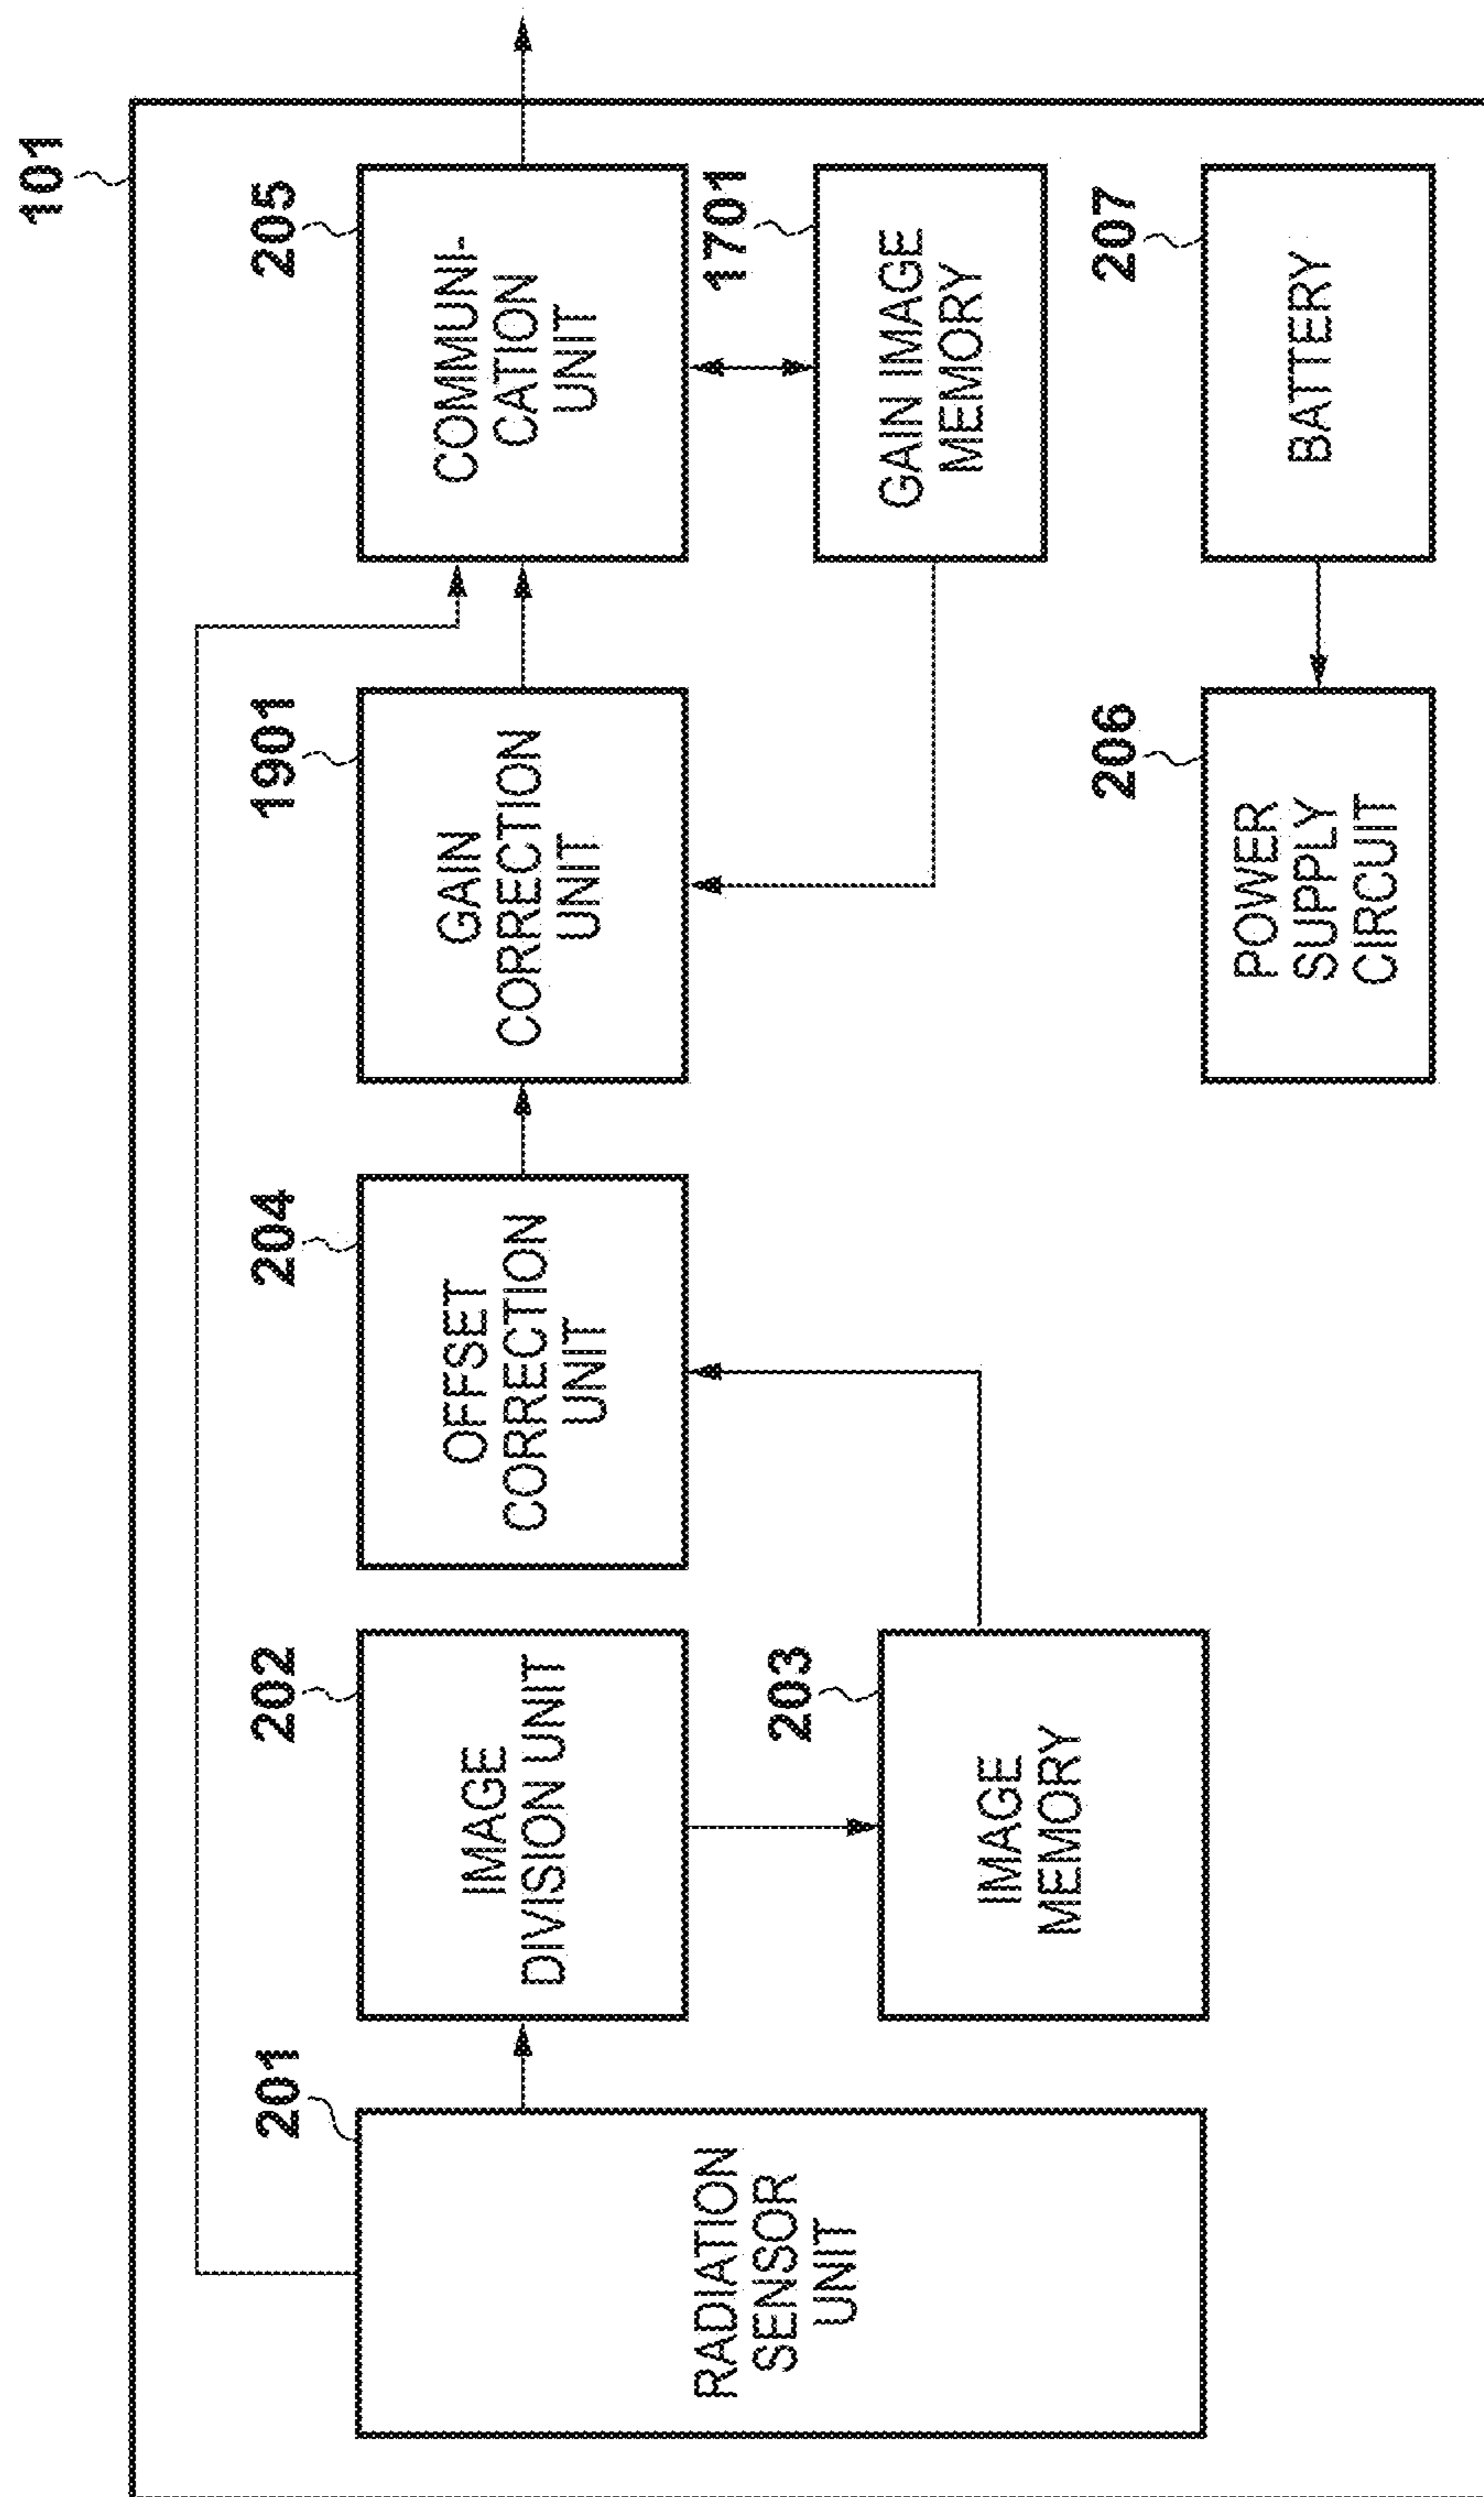 101
201
RADIATION
SENSOR
UNIT
202
IMAGE
DIVISION UNIT
203
IMAGE
MEMORY
204
OFFSET
CORRECTION
UNIT
1901
GAIN
CORRECTION
UNIT
205
COMMUNI-
CATION
UNIT
1701
GAIN IMAGE
MEMORY
206
POWER
SUPPLY
CIRCUIT
207
BATTERY